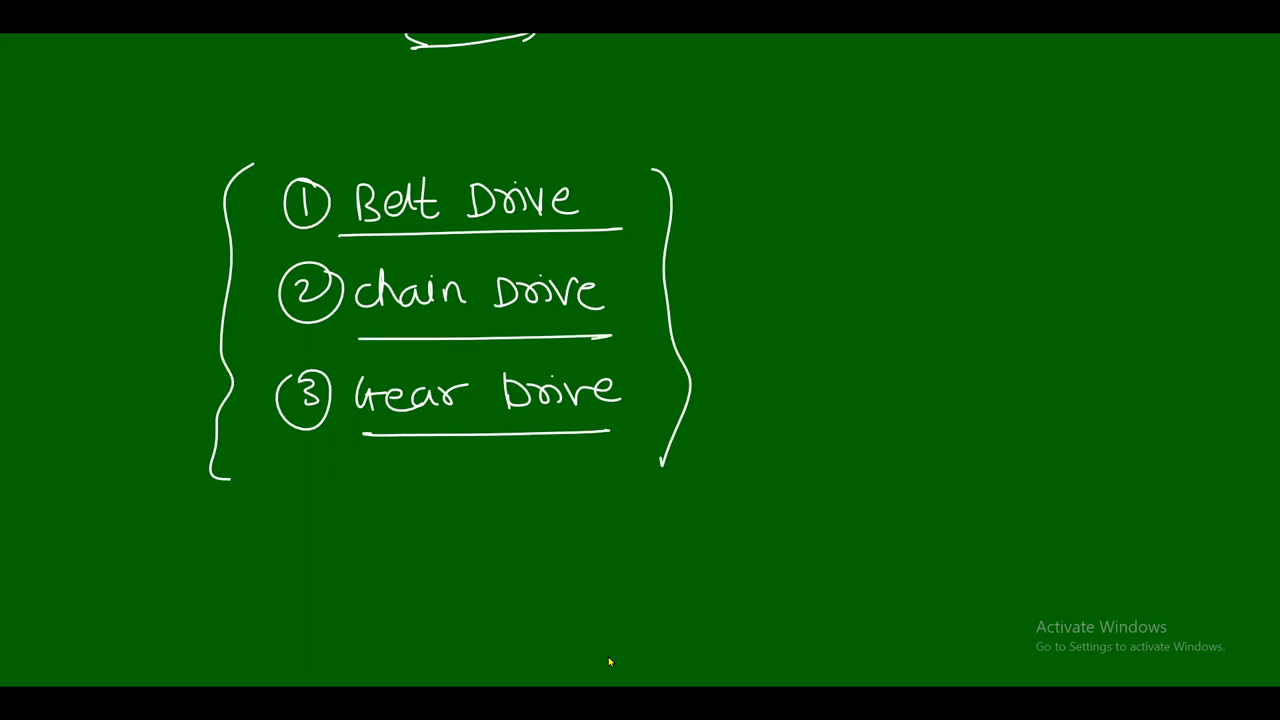 ① Belt Drive
② chain Drive
③ Gear Drive
Activate Windows
Go to Settings to activate Windows.